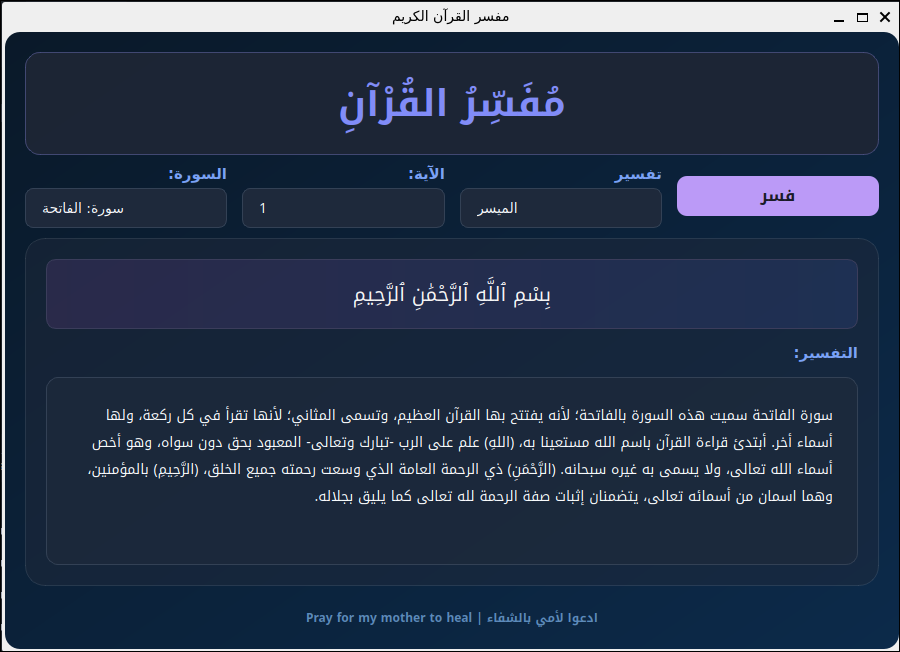 مفسر القرآن الكريم
مُفَسِّرُ القُرْآنِ
السورة:
الآية:
تفسير
سورة: الفاتحة
1
الميسر
فسر
بِسْمِ ٱللَّهِ ٱلرَّحْمَٰنِ ٱلرَّحِيمِ
التفسير:
سورة الفاتحة سميت هذه السورة بالفاتحة؛ لأنه يفتتح بها القرآن العظيم، وتسمى المثاني؛ لأنها تقرأ في كل ركعة، ولها
أسماء أخر. أبتدئ قراءة القرآن باسم الله مستعينا به، (اللهِ) علم على الرب -تبارك وتعالى- المعبود بحق دون سواه، وهو أخص
أسماء الله تعالى، ولا يسمى به غيره سبحانه. (الرَّحْمَنِ) ذي الرحمة العامة الذي وسعت رحمته جميع الخلق، (الرَّحِيمِ) بالمؤمنين،
وهما اسمان من أسمائه تعالى، يتضمنان إثبات صفة الرحمة لله تعالى كما يليق بجلاله.
Pray for my mother to heal | ادعوا لأمي بالشفاء